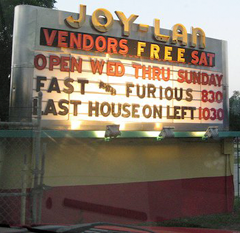 JOY-LAN
VENDORS FREE SAT
OPEN WED THRU SUNDAY
FAST AND FURIOUS 830
LAST HOUSE ON LEFT 1030